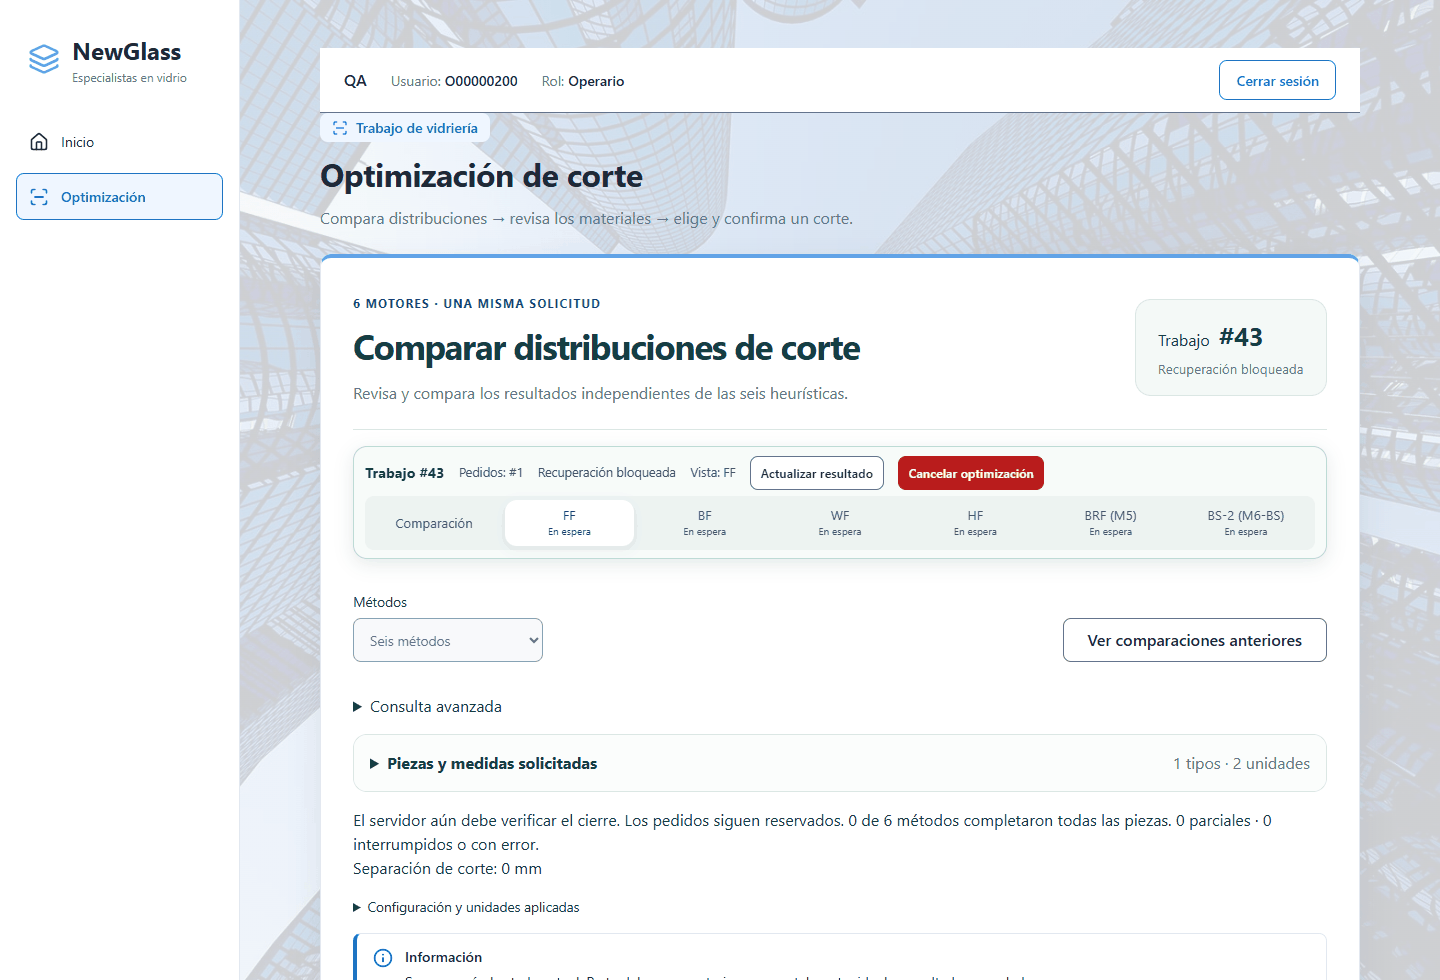 NewGlass
Especialistas en vidrio
Inicio
Optimización
QA Usuario: O00000200 Rol: Operario Cerrar sesión
Trabajo de vidriería
Optimización de corte
Compara distribuciones → revisa los materiales → elige y confirma un corte.
6 MOTORES · UNA MISMA SOLICITUD
Comparar distribuciones de corte
Revisa y compara los resultados independientes de las seis heurísticas.
Trabajo #43
Recuperación bloqueada
Trabajo #43 Pedidos: #1 Recuperación bloqueada Vista: FF Actualizar resultado Cancelar optimización
Comparación
FF
En espera
BF
En espera
WF
En espera
HF
En espera
BRF (M5)
En espera
BS-2 (M6-BS)
En espera
Métodos
Seis métodos
Ver comparaciones anteriores
Consulta avanzada
Piezas y medidas solicitadas 1 tipos · 2 unidades
El servidor aún debe verificar el cierre. Los pedidos siguen reservados. 0 de 6 métodos completaron todas las piezas. 0 parciales · 0
interrumpidos o con error.
Separación de corte: 0 mm
Configuración y unidades aplicadas
Información